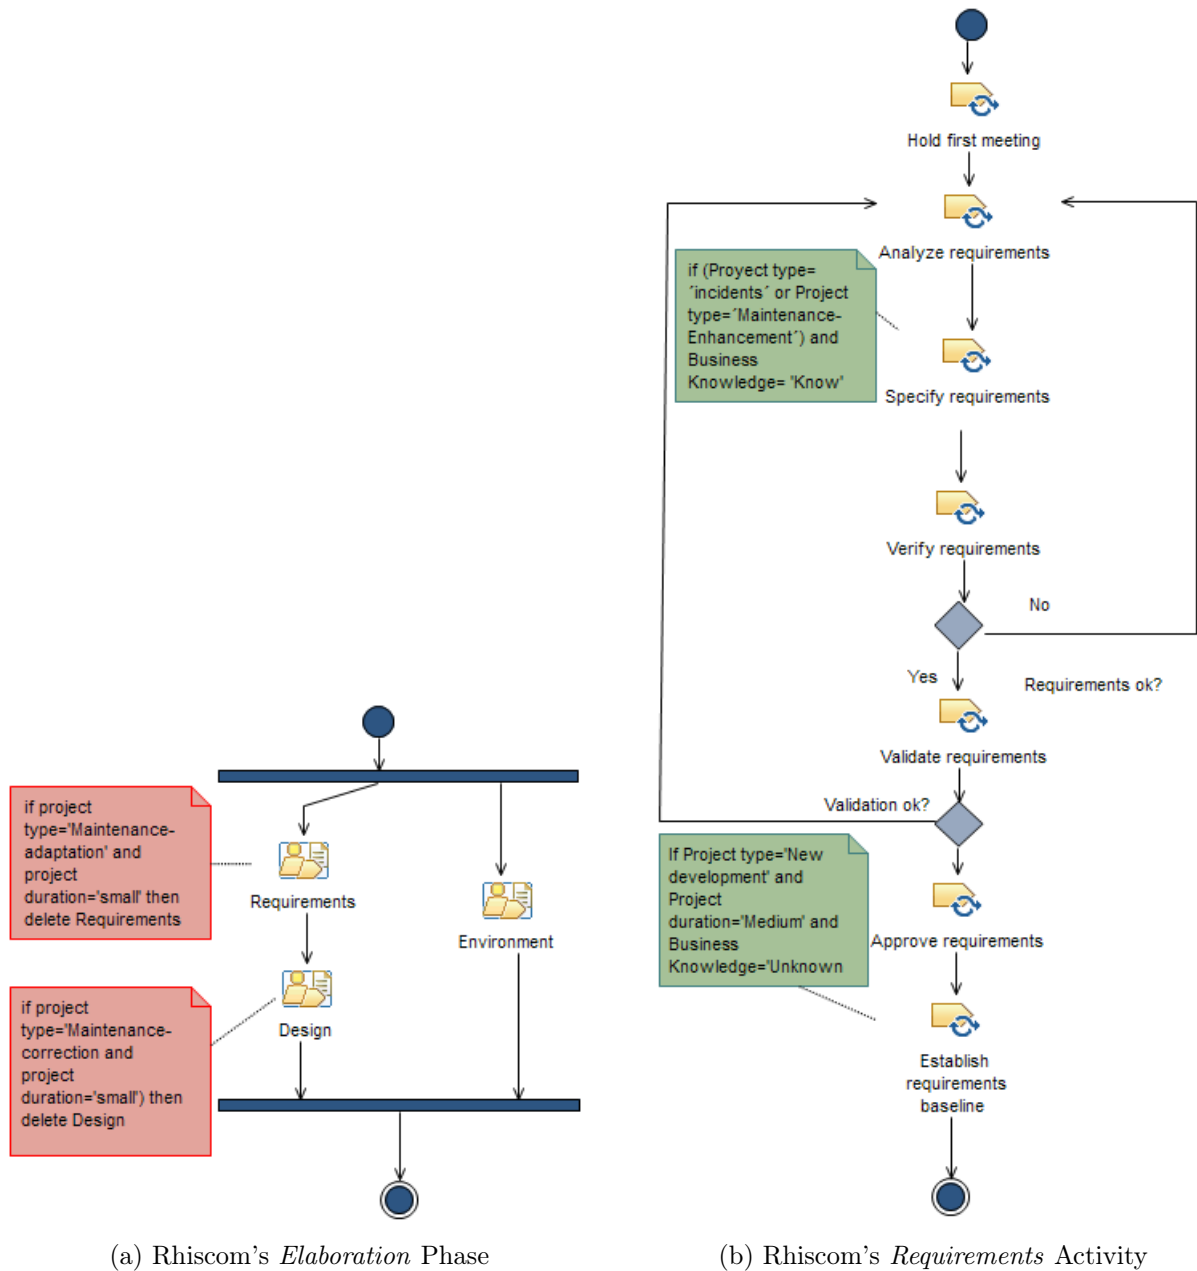 if project
type='Maintenance-
adaptation' and
project
duration='small' then
delete Requirements
Requirements
Environment
if project
type='Maintenance-
correction and
project
duration='small') then
delete Design
Design
(a) Rhiscom's Elaboration Phase
Hold first meeting
Analyze requirements
if (Proyect type=
´incidents´ or Project
type=´Maintenance-
Enhancement´) and
Business
Knowledge= 'Know'
Specify requirements
Verify requirements
No
Yes
Requirements ok?
Validate requirements
Validation ok?
If Project type='New
development' and
Project
duration='Medium' and
Business
Knowledge='Unknown
Approve requirements
Establish
requirements
baseline
(b) Rhiscom's Requirements Activity